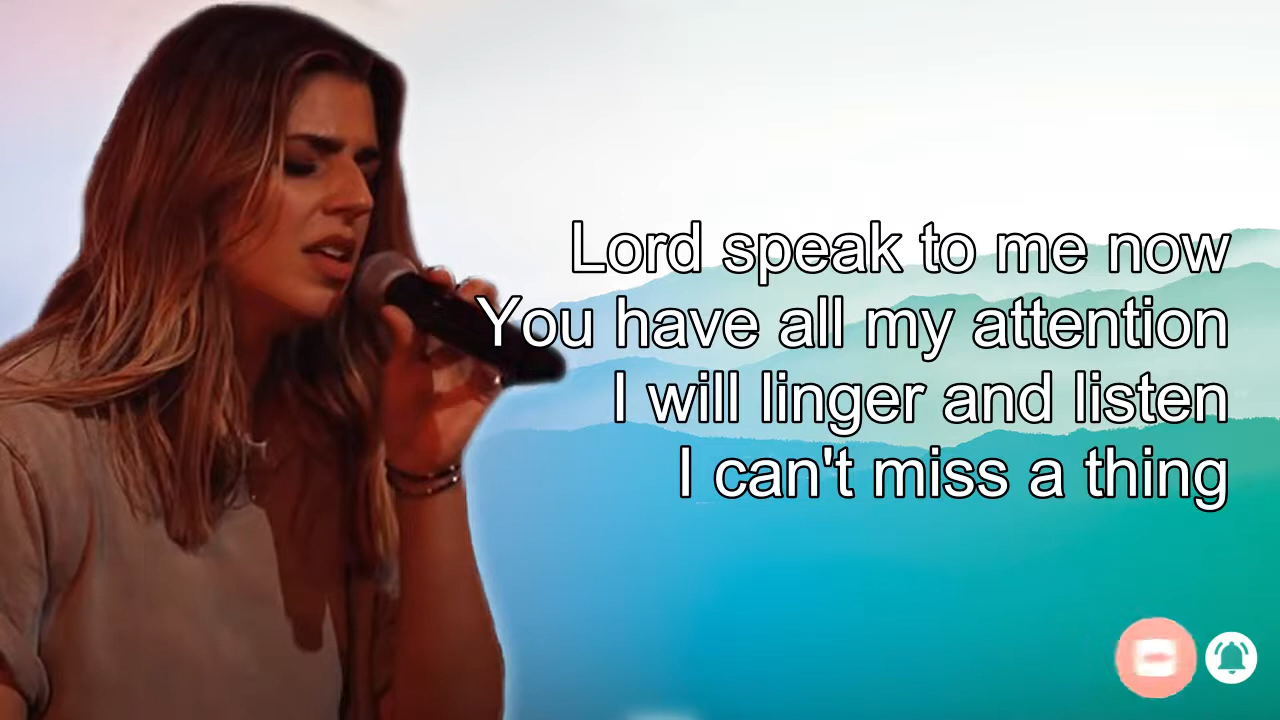 Lord speak to me now
You have all my attention
I will linger and listen
I can't miss a thing